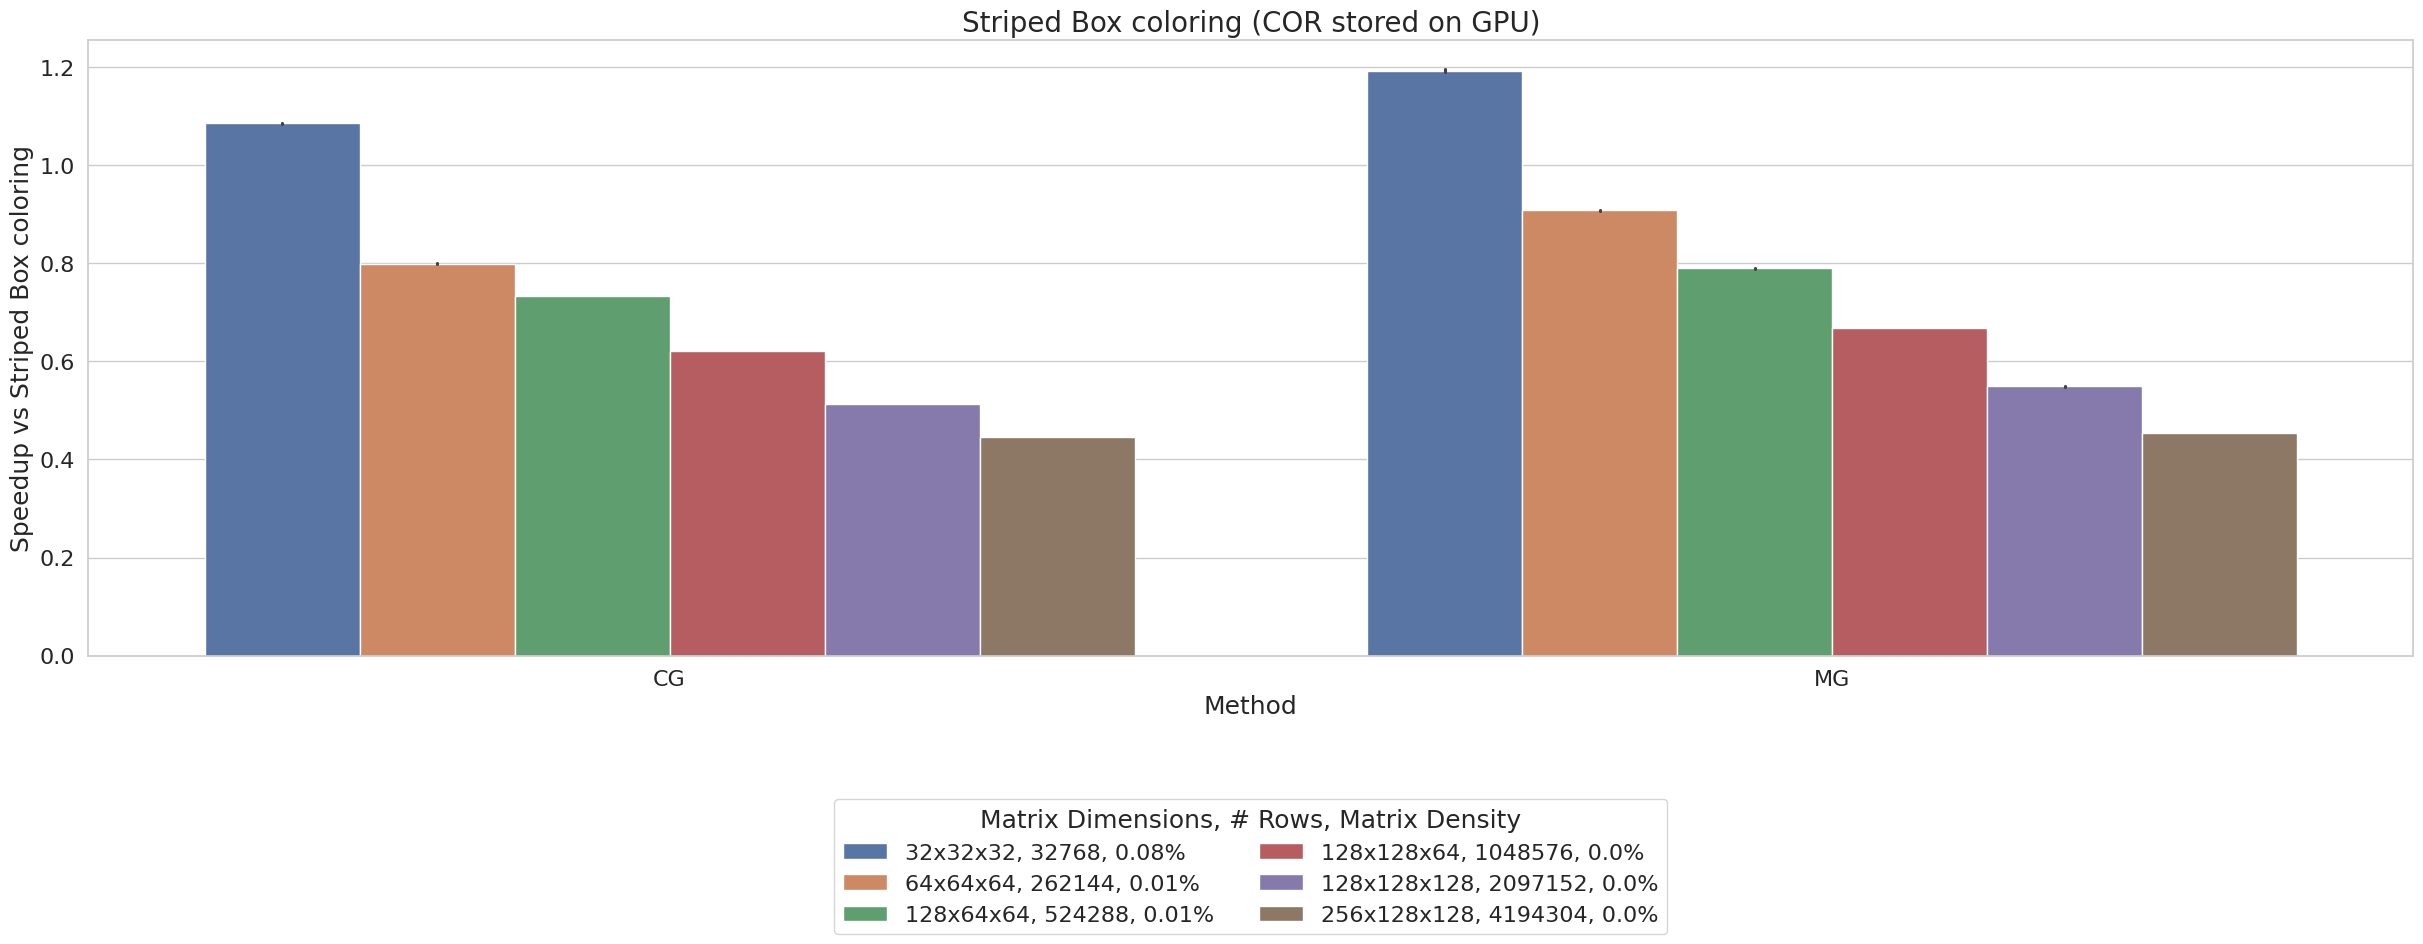 Striped Box coloring (COR stored on GPU)
Speedup vs Striped Box coloring
1.2
1.0
0.8
0.6
0.4
0.2
0.0
CG
MG
Method
Matrix Dimensions, # Rows, Matrix Density
32x32x32, 32768, 0.08%
64x64x64, 262144, 0.01%
128x64x64, 524288, 0.01%
128x128x64, 1048576, 0.0%
128x128x128, 2097152, 0.0%
256x128x128, 4194304, 0.0%